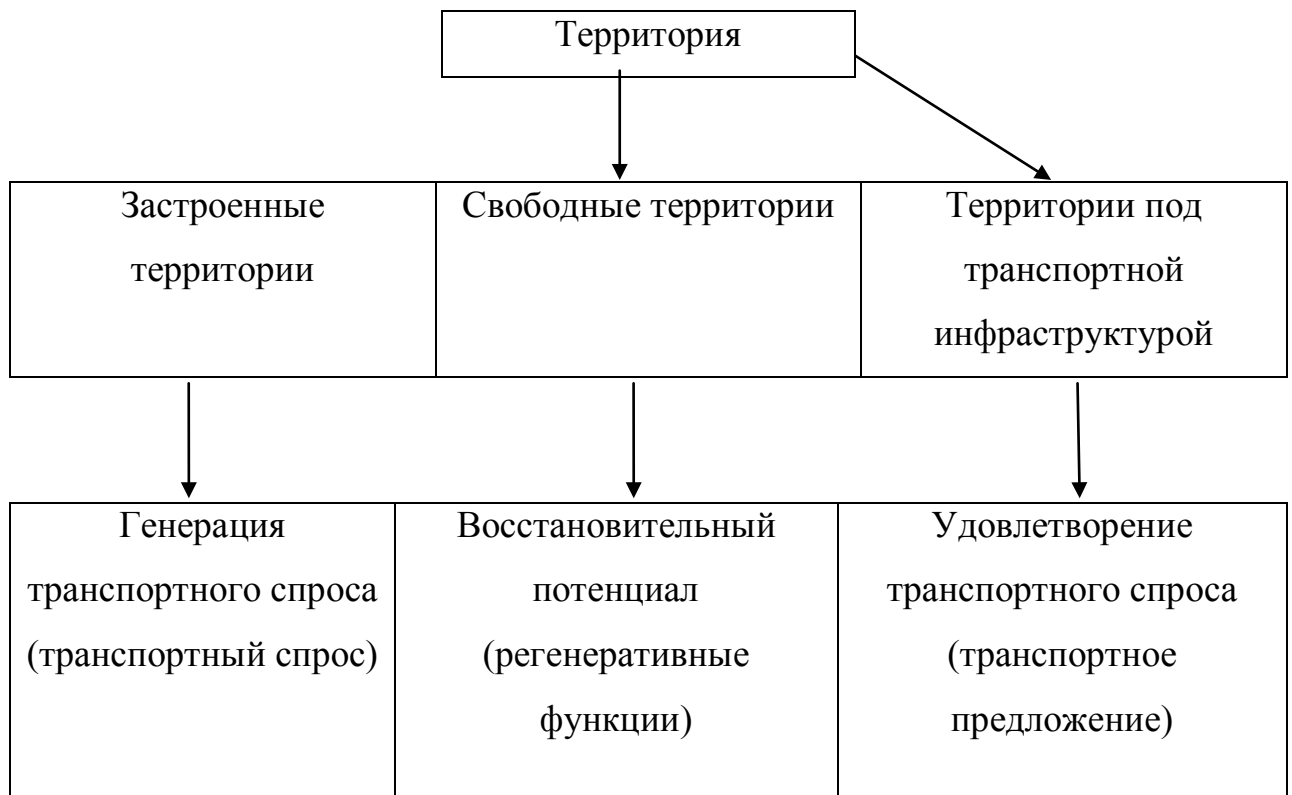 Территория
Застроенные
территории
Свободные территории
Территории под
транспортной
инфраструктурой
Генерация
транспортного спроса
(транспортный спрос)
Восстановительный
потенциал
(регенеративные
функции)
Удовлетворение
транспортного спроса
(транспортное
предложение)